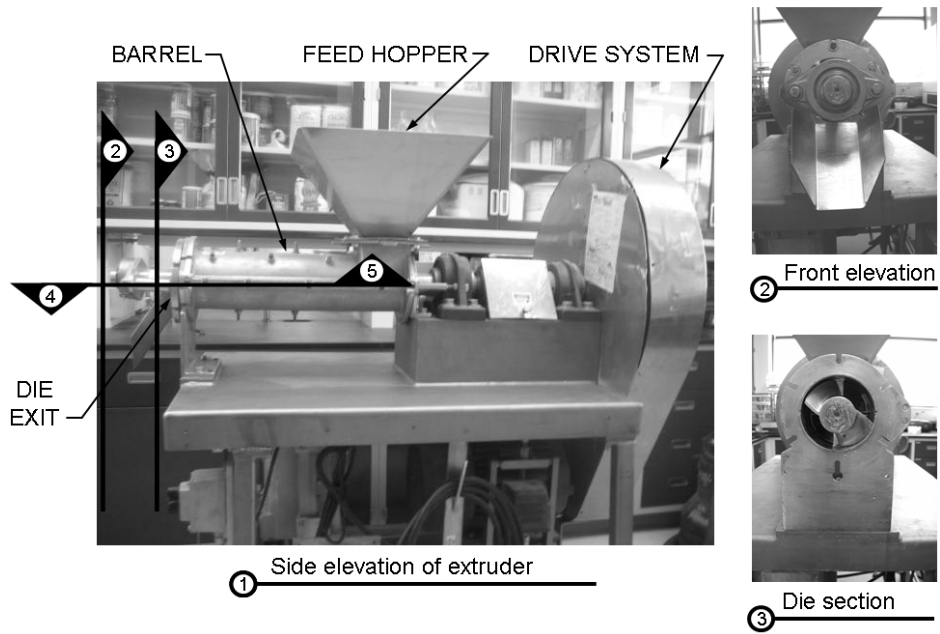 BARREL
FEED HOPPER
DRIVE SYSTEM
2
3
5
4
DIE
EXIT
1
Side elevation of extruder
2
Front elevation
3
Die section